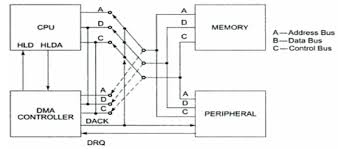 CPU
HLD HLDA
A
D
C
A
D
C
MEMORY
A — Address Bus
B — Data Bus
C — Control Bus
DMA
CONTROLLER
A
D
C
DACK
A
D
C
PERIPHERAL
DRQ